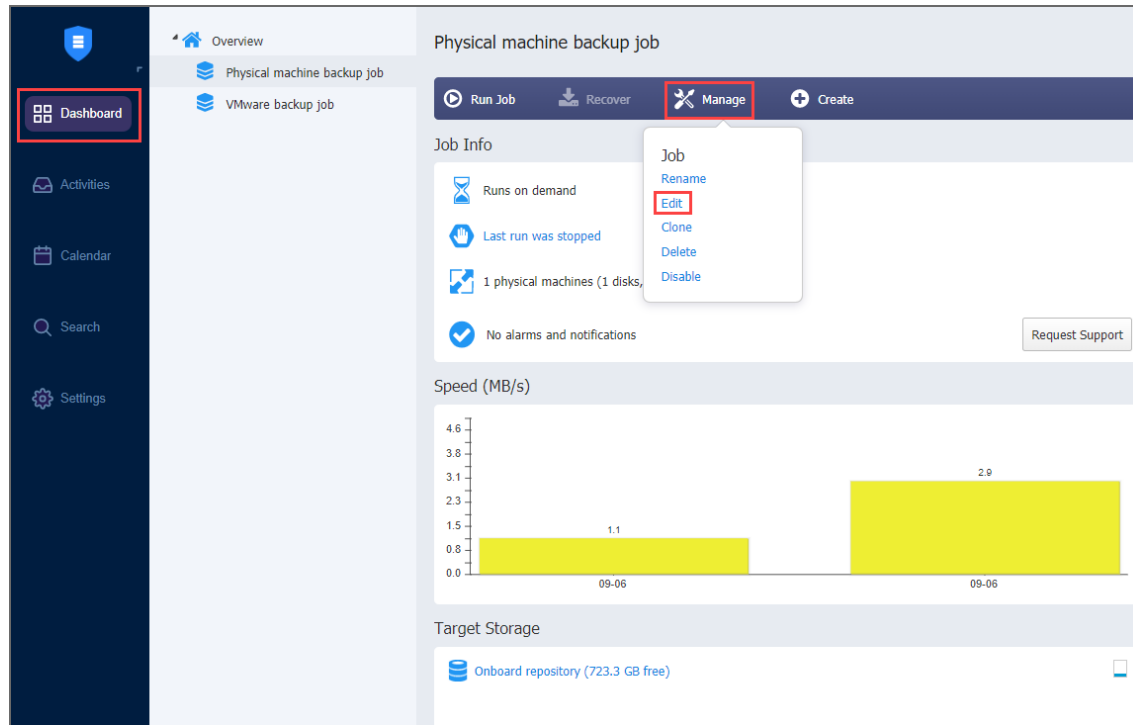 Dashboard
Activities
Calendar
Search
Settings
Overview
Physical machine backup job
VMware backup job
Physical machine backup job
Run Job Recover Manage Create
Job Info
Runs on demand
Last run was stopped
1 physical machines (1 disks,
No alarms and notifications
Request Support
Job
Rename
Edit
Clone
Delete
Disable
Speed (MB/s)
4.6
3.8
3.1
2.3
1.5
0.8
0.0
1.1
2.9
09-06 09-06
Target Storage
Onboard repository (723.3 GB free)